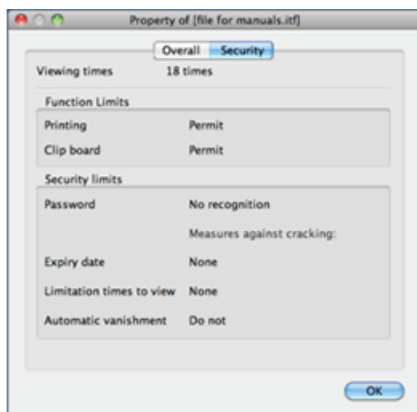 Property of [file for manuals.itf]
Overall Security
Viewing times 18 times
Function Limits
Printing Permit
Clip board Permit
Security limits
Password No recognition
Measures against cracking:
Expiry date None
Limitation times to view None
Automatic vanishment Do not
OK